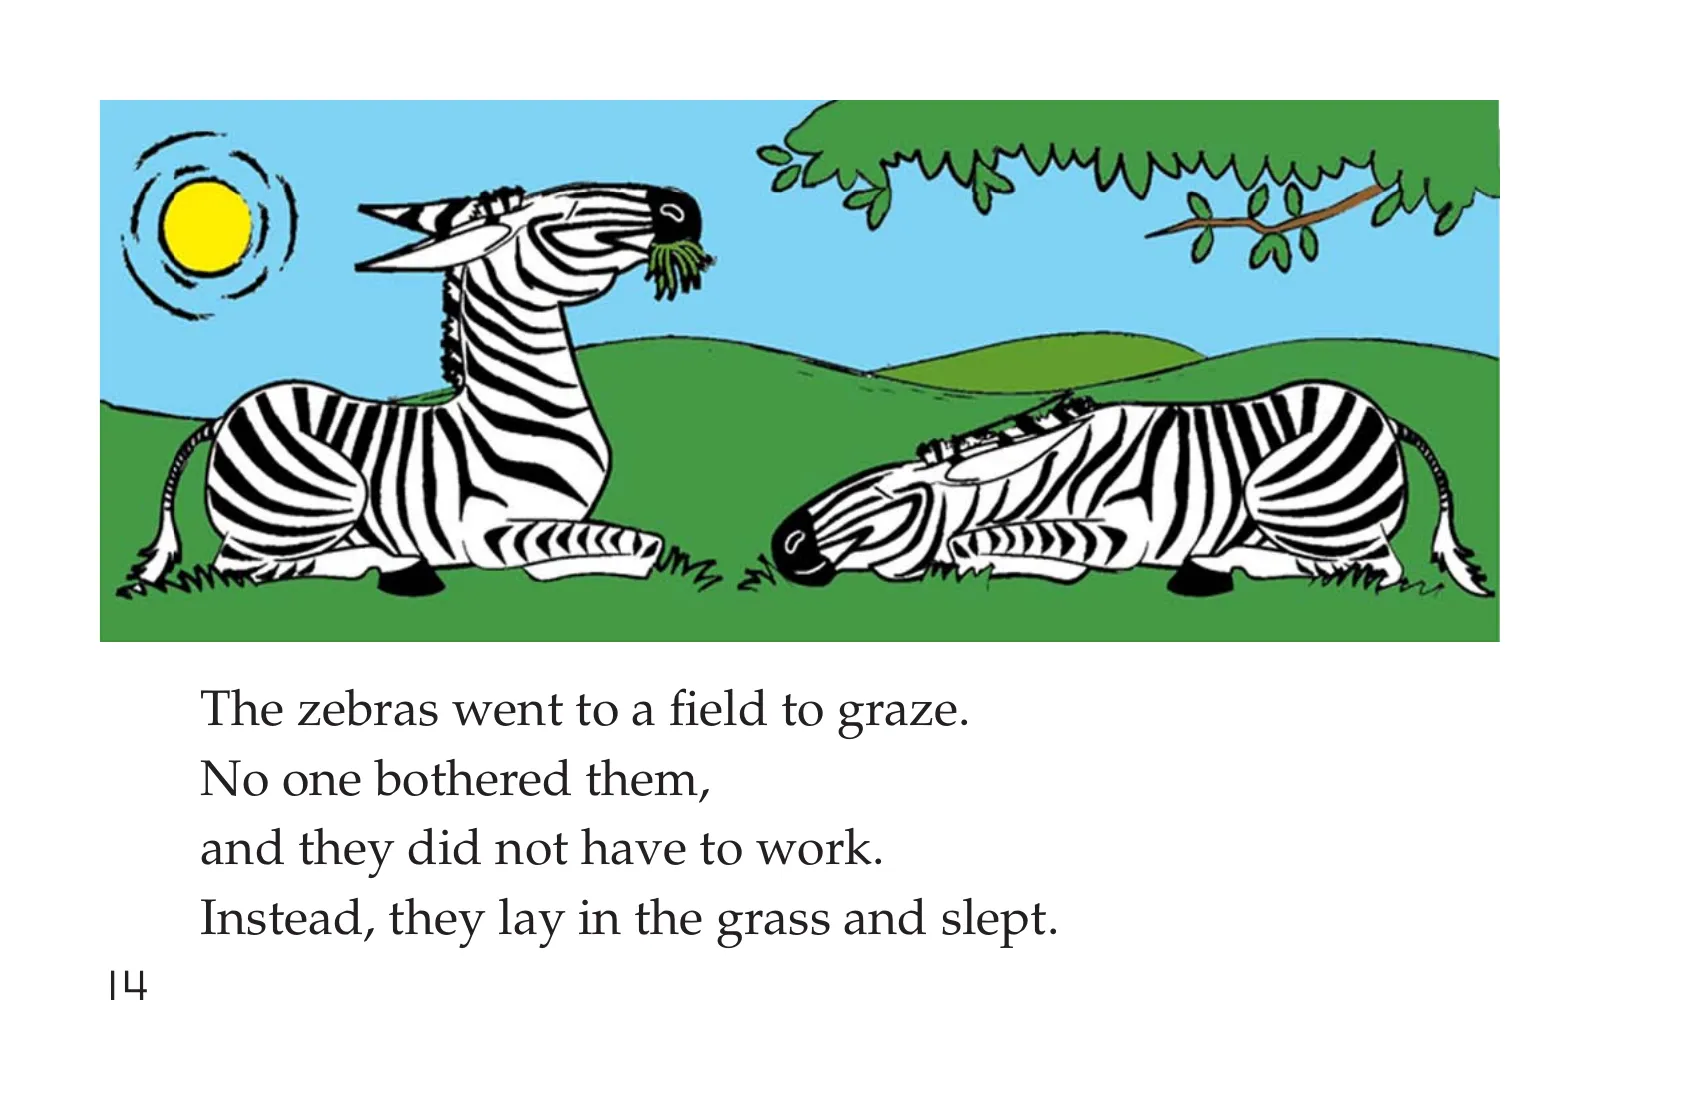 The zebras went to a field to graze.
No one bothered them,
and they did not have to work.
Instead, they lay in the grass and slept.
14